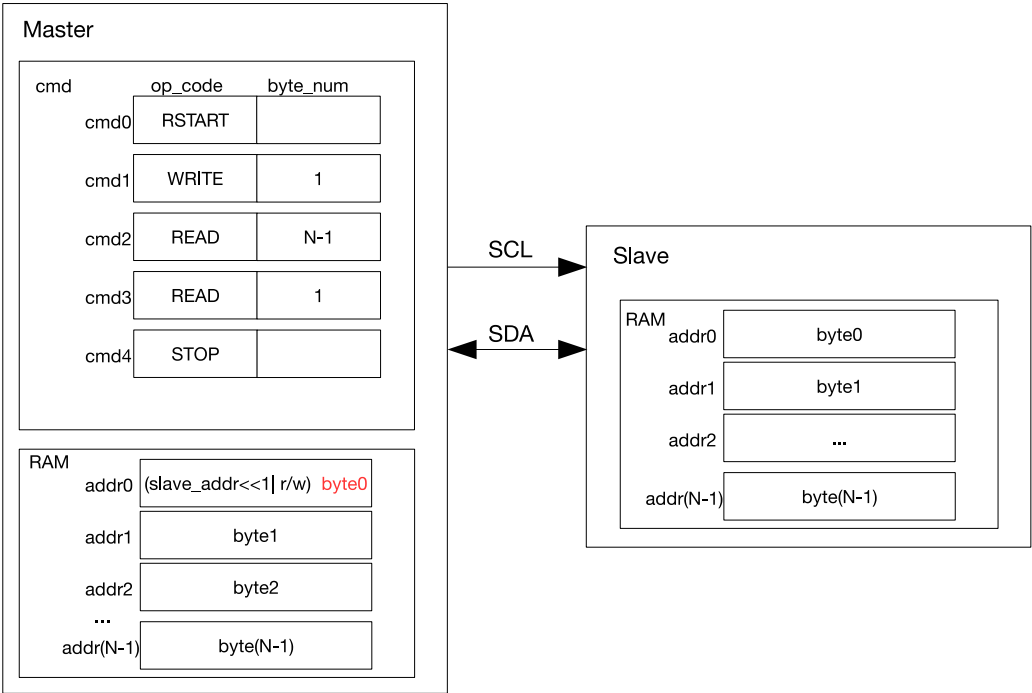 Master
cmd op_code byte_num
cmd0 RSTART
cmd1 WRITE 1
cmd2 READ N-1
cmd3 READ 1
cmd4 STOP
RAM
addr0 (slave_addr<<1| r/w) byte0
addr1 byte1
addr2 byte2
...
addr(N-1) byte(N-1)
SCL
SDA
Slave
RAM
addr0 byte0
addr1 byte1
addr2 ...
addr(N-1) byte(N-1)